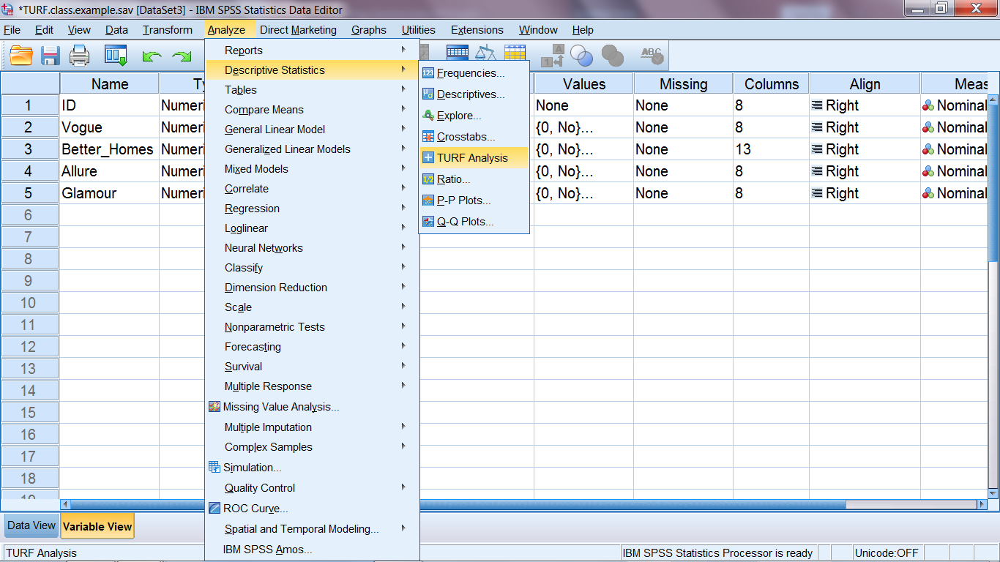 *TURF.class.example.sav [DataSet3] - IBM SPSS Statistics Data Editor
File Edit View Data Transform Analyze Direct Marketing Graphs Utilities Extensions Window Help
Name Values Missing Columns Align
1 ID None None 8 Right Nominal
2 Vogue {0, No}... None 8 Right Nominal
3 Better_Homes {0, No}... None 13 Right Nominal
4 Allure {0, No}... None 8 Right Nominal
5 Glamour {0, No}... None 8 Right Nominal
6
7
8
9
10
11
12
13
14
15
16
17
18
Reports
Descriptive Statistics
Tables
Compare Means
General Linear Model
Generalized Linear Models
Mixed Models
Correlate
Regression
Loglinear
Neural Networks
Classify
Dimension Reduction
Scale
Nonparametric Tests
Forecasting
Survival
Multiple Response
Missing Value Analysis...
Multiple Imputation
Complex Samples
Simulation...
Quality Control
ROC Curve...
Spatial and Temporal Modeling...
IBM SPSS Amos...
Frequencies...
Descriptives...
Explore...
Crosstabs...
TURF Analysis
Ratio...
P-P Plots...
Q-Q Plots...
Data View Variable View
TURF Analysis IBM SPSS Statistics Processor is ready Unicode:OFF